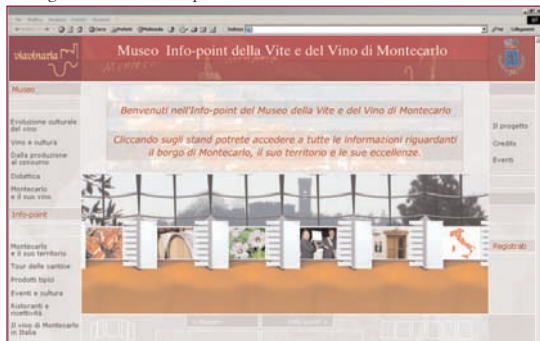 viavinaria
Museo Info-point della Vite e del Vino di Montecarlo
Museo
Evoluzione culturale
del vino
Vino e cultura
Dalla produzione
al consumo
Didattica
Montecarlo
e il suo vino
Info-point
Montecarlo
e il suo territorio
Tour delle cantine
Prodotti tipici
Eventi e cultura
Ristoranti e
ricettività
Il vino di Montecarlo
in Italia
Benvenuti nell'Info-point del Museo della Vite e del Vino di Montecarlo
Cliccando sugli stand potrete accedere a tutte le informazioni riguardanti
il borgo di Montecarlo, il suo territorio e le sue eccellenze.
Il progetto
Credits
Eventi
Registrati